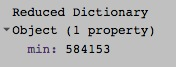 Reduced Dictionary
▼Object (1 property)
min: 584153